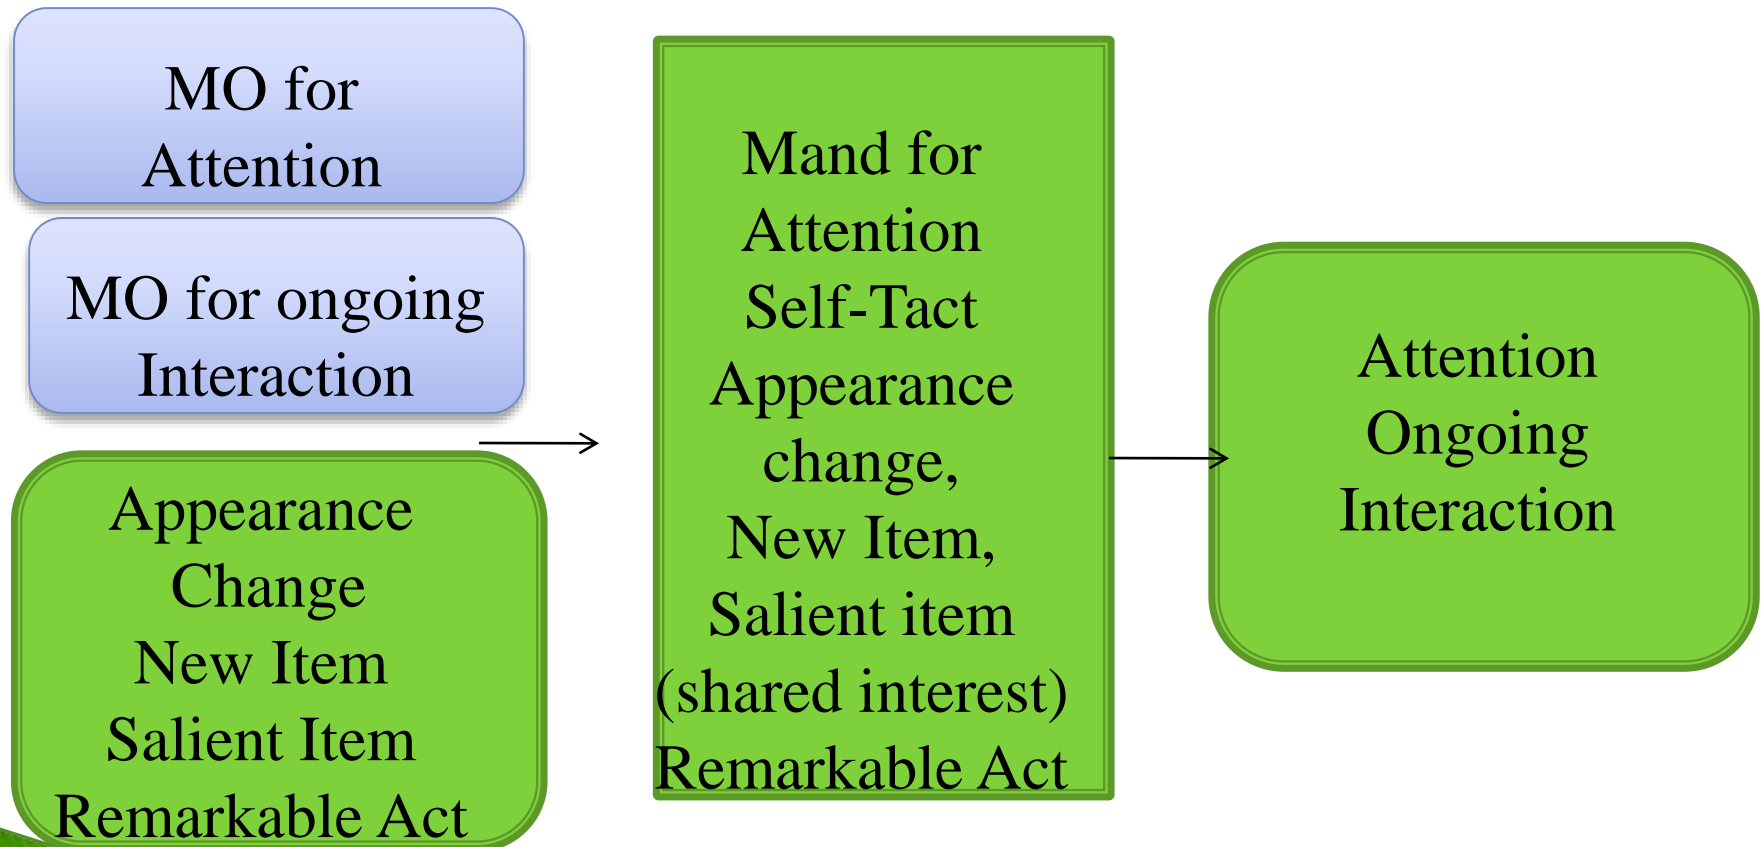 MO for
Attention
MO for ongoing
Interaction
Appearance
Change
New Item
Salient Item
Remarkable Act
Mand for
Attention
Self-Tact
Appearance
change,
New Item,
Salient item
(shared interest)
Remarkable Act
Attention
Ongoing
Interaction